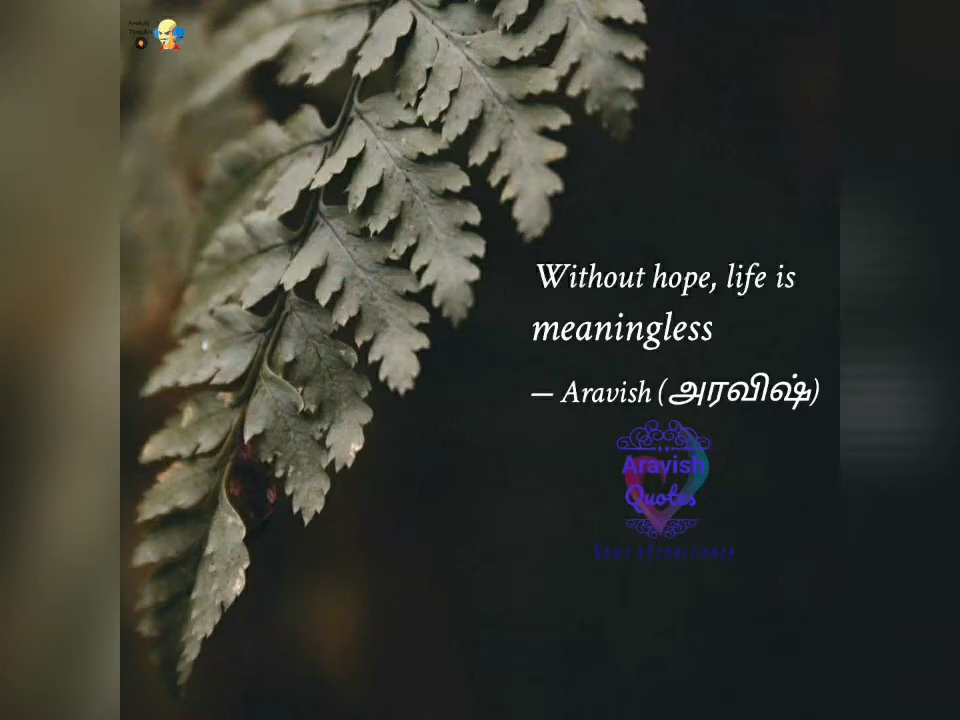 Without hope, life is
meaningless
— Aravish (அரவிஷ்)
Aravish
Quotes